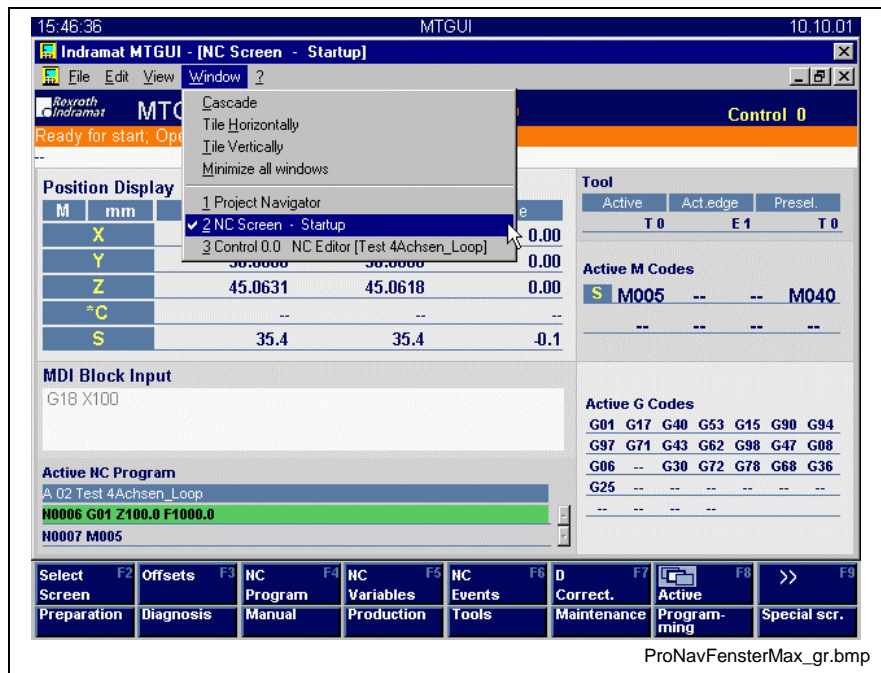 15:46:36 MTGUI 10.10.01
Indramat MTGUI - [NC Screen - Startup]
File Edit View Window ?
Rexroth
Indramat
Control 0
Ready for start;
--
Cascade
Tile Horizontally
Tile Vertically
Minimize all windows
1 Project Navigator
2 NC Screen - Startup
3 Control 0.0 NC Editor [Test 4Achsen_Loop]
Position Display
M mm
X 0.00
Y 0.00
Z 45.0631 45.0618 0.00
*C -- -- --
S 35.4 35.4 -0.1
Tool
Active Act.edge Presel.
T 0 E 1 T 0
Active M Codes
S M005 -- -- M040
-- -- -- --
MDI Block Input
G18 X100
Active G Codes
G01 G17 G40 G53 G15 G90 G94
G97 G71 G43 G62 G98 G47 G08
G06 -- G30 G72 G78 G68 G36
G25 -- -- -- -- -- --
-- -- -- --
Active NC Program
A 02 Test 4Achsen_Loop
N0006 G01 Z100.0 F1000.0
N0007 M005
Select Screen F2 Offsets F3 NC Program F4 NC Variables F5 NC Events F6 D Correct. F7 Active F8 >> F9
Preparation Diagnosis Manual Production Tools Maintenance Program-ming Special scr.
ProNavFensterMax_gr.bmp